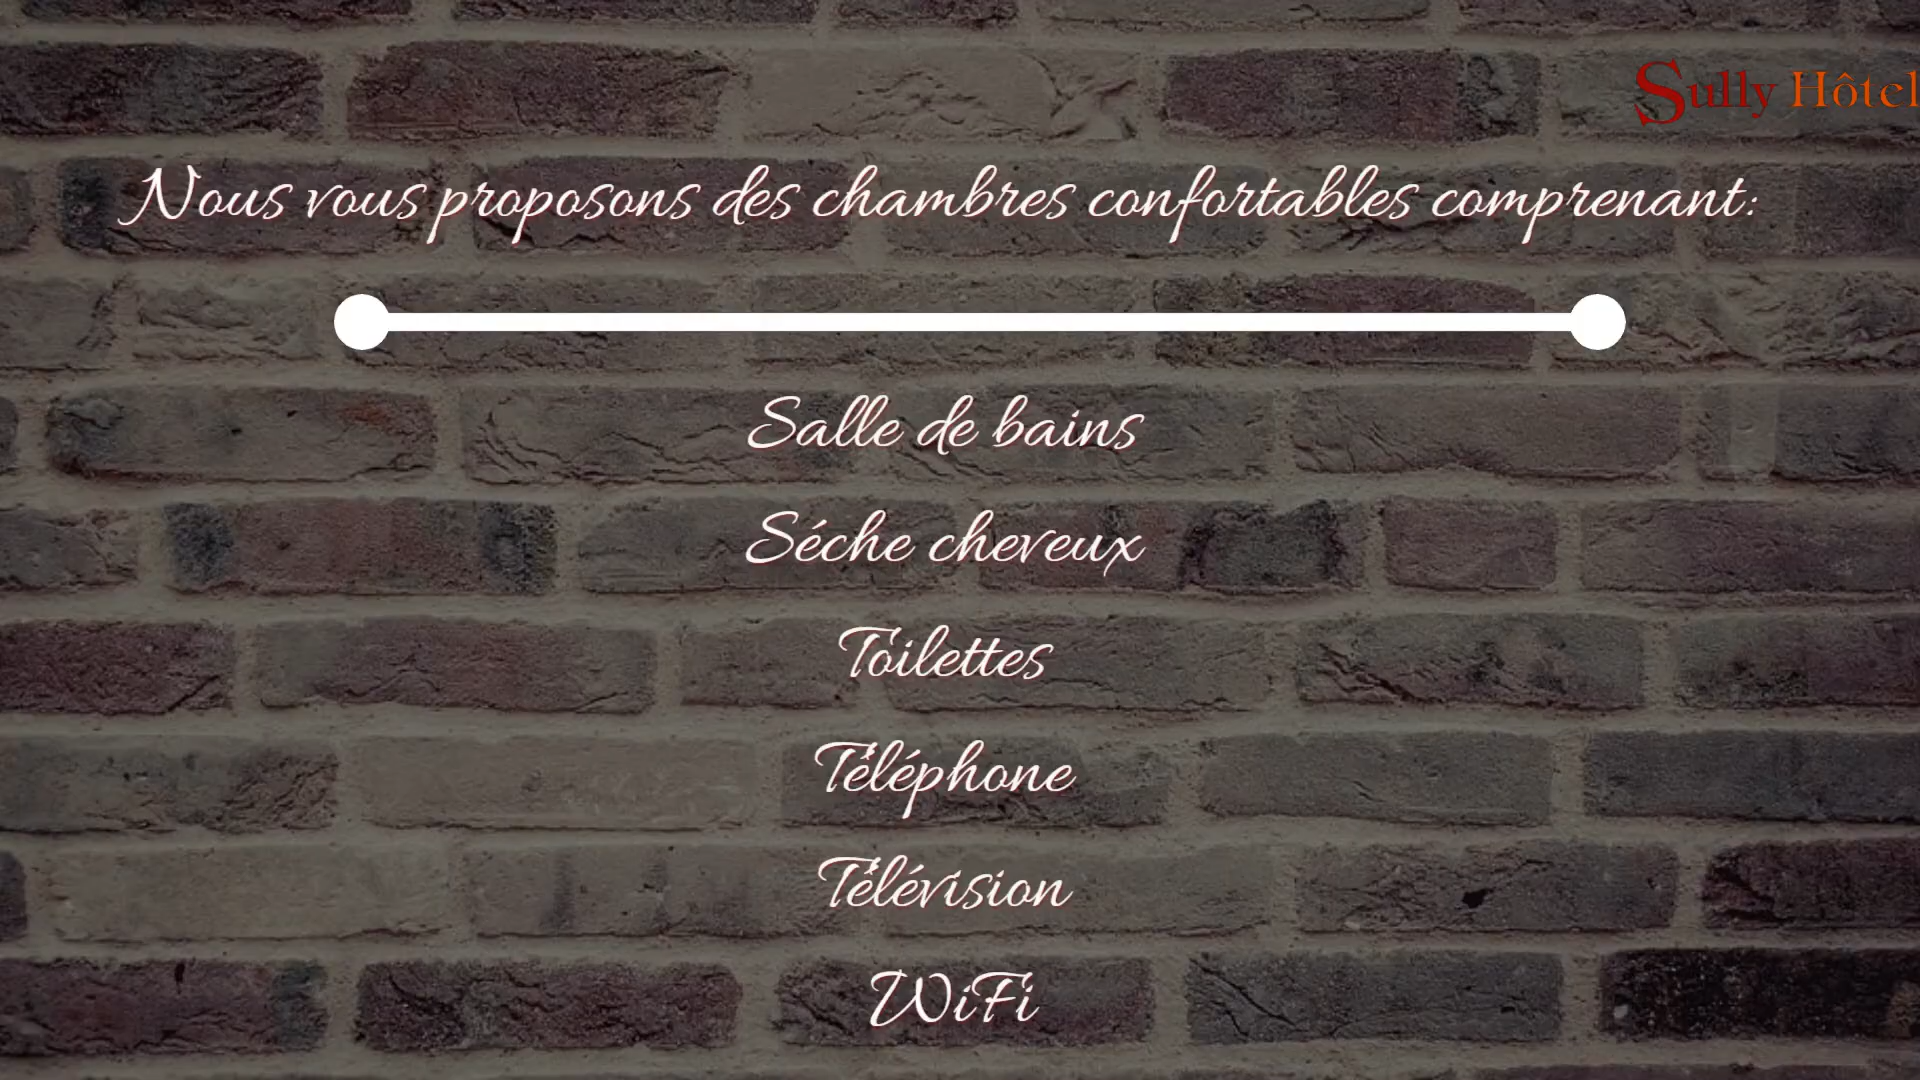 Sully Hôtel
Nous vous proposons des chambres confortables comprenant:
Salle de bains
Séche cheveux
Toilettes
Téléphone
Télévision
WiFi